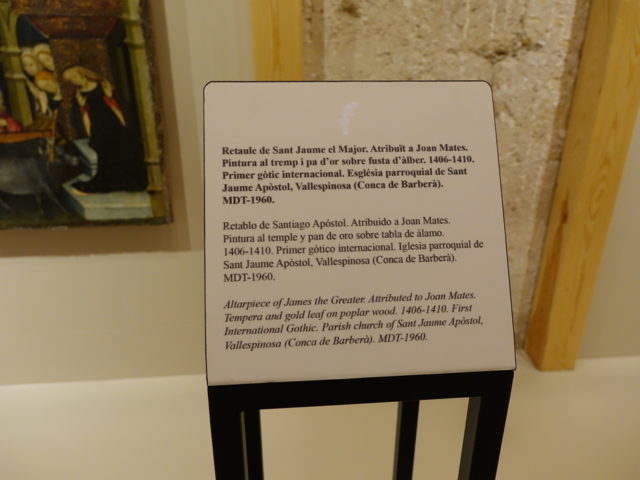 Retaule de Sant Jaume el Major. Atribuït a Joan Mates.
Pintura al tremp i pa d'or sobre fusta d'àlber. 1406-1410.
Primer gòtic internacional. Església parroquial de Sant
Jaume Apòstol, Vallespinosa (Conca de Barberà).
MDT-1960.
Retablo de Santiago Apóstol. Atribuido a Joan Mates.
Pintura al temple y pan de oro sobre tabla de álamo.
1406-1410. Primer gótico internacional. Iglesia parroquial de
Sant Jaume Apòstol, Vallespinosa (Conca de Barberà).
MDT-1960.
Altarpiece of James the Greater. Attributed to Joan Mates.
Tempera and gold leaf on poplar wood. 1406-1410. First
International Gothic. Parish church of Sant Jaume Apòstol,
Vallespinosa (Conca de Barberà). MDT-1960.